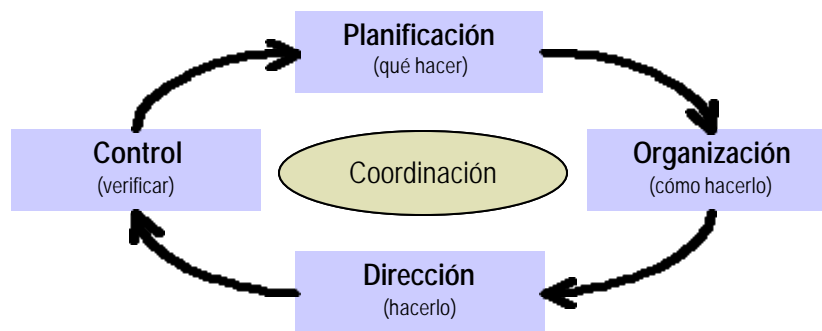 Planificación
(qué hacer)
Control
(verificar)
Coordinación
Organización
(cómo hacerlo)
Dirección
(hacerlo)